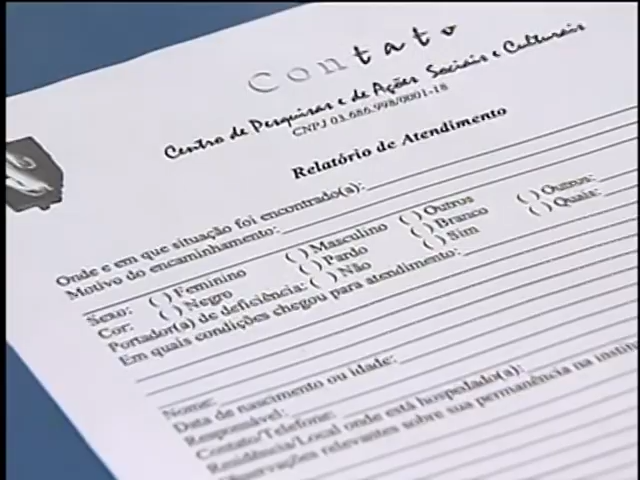 Contato
Centro de Pesquisas e de Ações Sociais e Culturais
CNPJ 03.686.998/0001-18
Relatório de Atendimento
Onde e em que situação foi encontrado(a):
Motivo do encaminhamento:
Sexo: ( ) Feminino ( ) Masculino ( ) Outros
Cor: ( ) Negro ( ) Pardo ( ) Branco ( ) Outros:
Portador(a) de deficiência: ( ) Não ( ) Sim ( ) Quais:
Em quais condições chegou para atendimento:
Nome:
Data de nascimento ou idade:
Responsável:
Contato/Telefone:
Residência/Local onde está hospedado(a):
Observações relevantes sobre sua permanência na